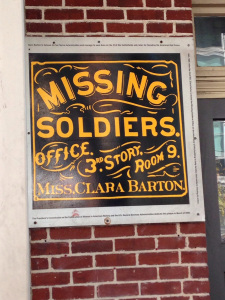 MISSING
SOLDIERS.
OFFICE.
3RD STORY.
ROOM 9.
MISS. CLARA BARTON.